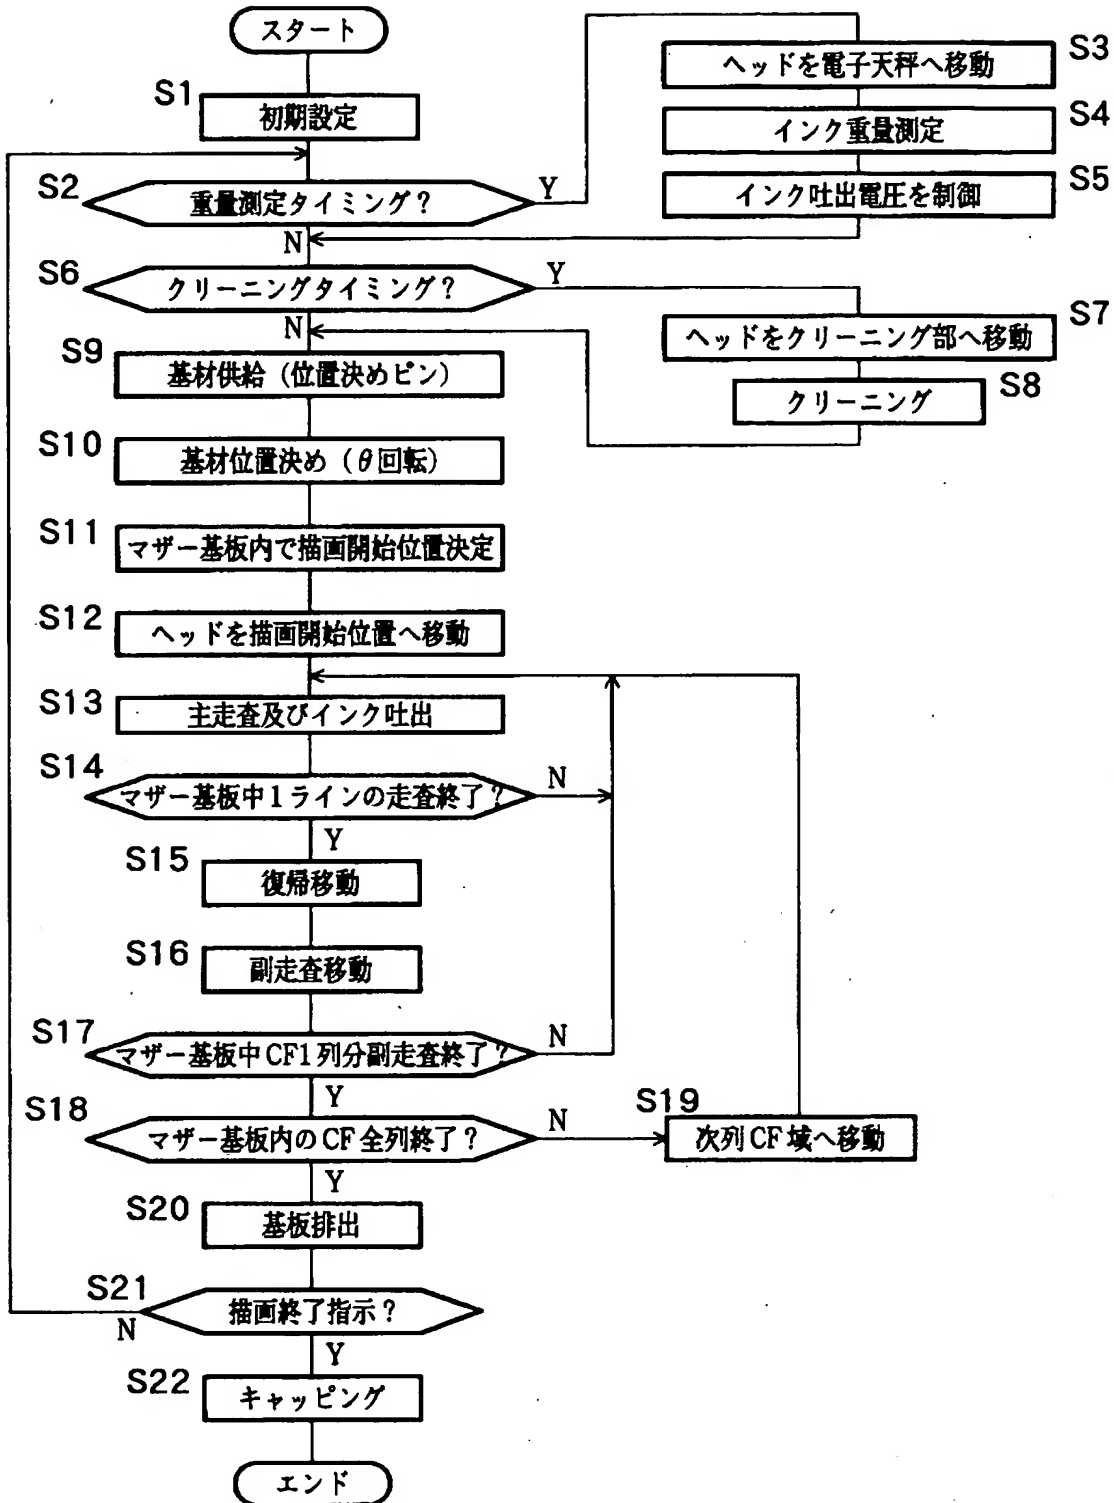 スタート
S1
初期設定
S2
重量測定タイミング?
Y
N
S3
ヘッドを電子天秤へ移動
S4
インク重量測定
S5
インク吐出電圧を制御
S6
クリーニングタイミング?
Y
N
S7
ヘッドをクリーニング部へ移動
S8
クリーニング
S9
基材供給(位置決めピン)
S10
基材位置決め(θ回転)
S11
マザー基板内で描画開始位置決定
S12
ヘッドを描画開始位置へ移動
S13
主走査及びインク吐出
S14
マザー基板中1ラインの走査終了?
N
Y
S15
復帰移動
S16
副走査移動
S17
マザー基板中CF1列分副走査終了?
N
Y
S18
マザー基板内のCF全列終了?
N
Y
S19
次列CF域へ移動
S20
基板排出
S21
描画終了指示?
N
Y
S22
キャッピング
エンド